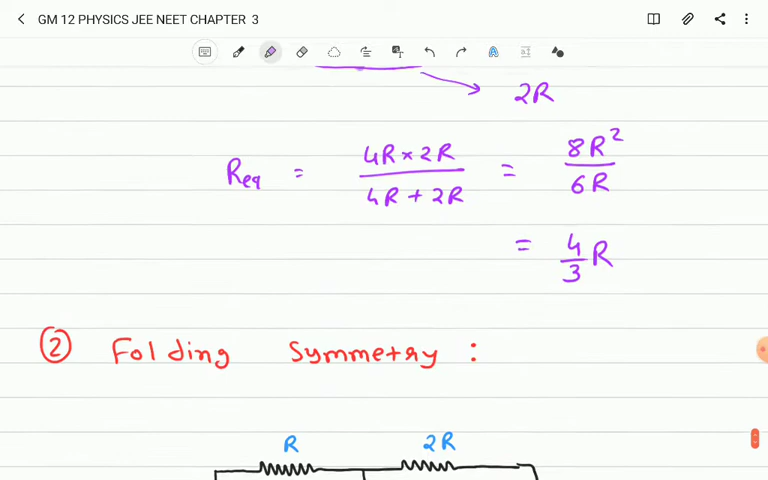 GM 12 PHYSICS JEE NEET CHAPTER 3
2R
Req = 4R × 2R / 4R + 2R = 8R² / 6R
= 4/3 R
② Folding Symmetry :
R 2R